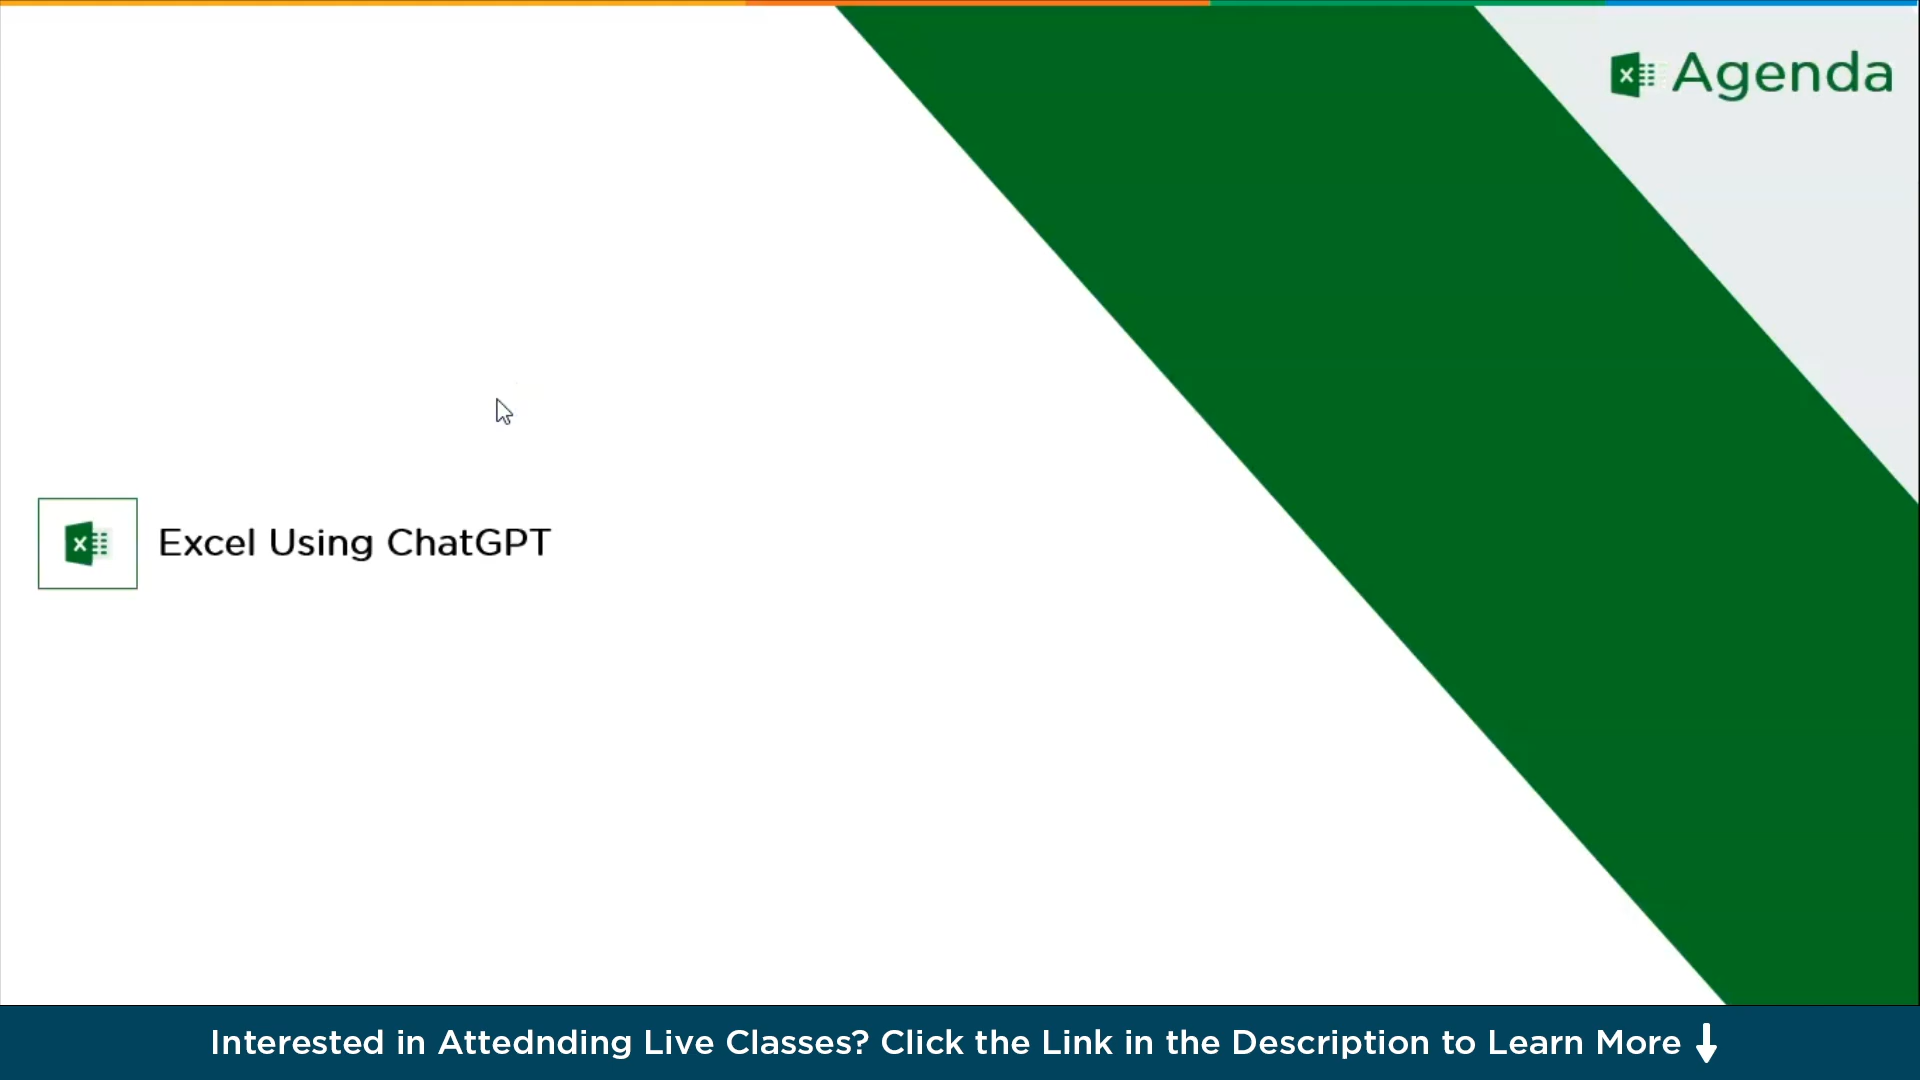 Agenda
Excel Using ChatGPT
Interested in Attednding Live Classes? Click the Link in the Description to Learn More